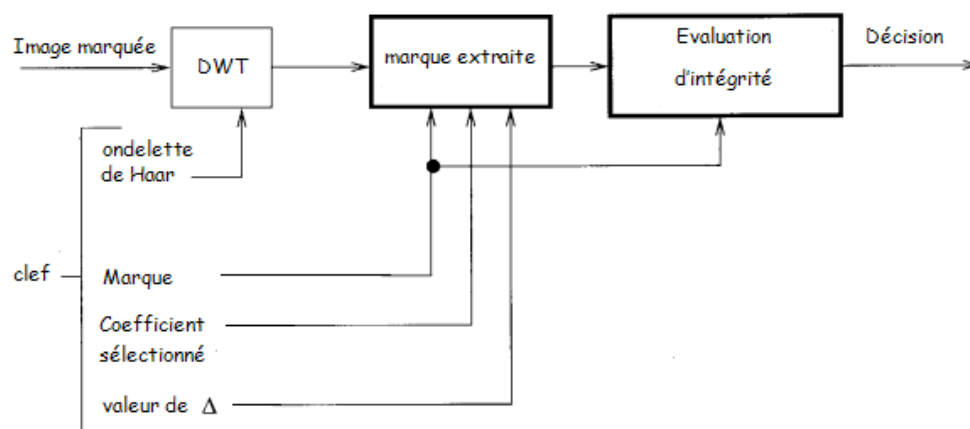 Image marquée
DWT
marque extraite
Evaluation
d'intégrité
Décision
ondelette
de Haar
clef
Marque
Coefficient
sélectionné
valeur de Δ